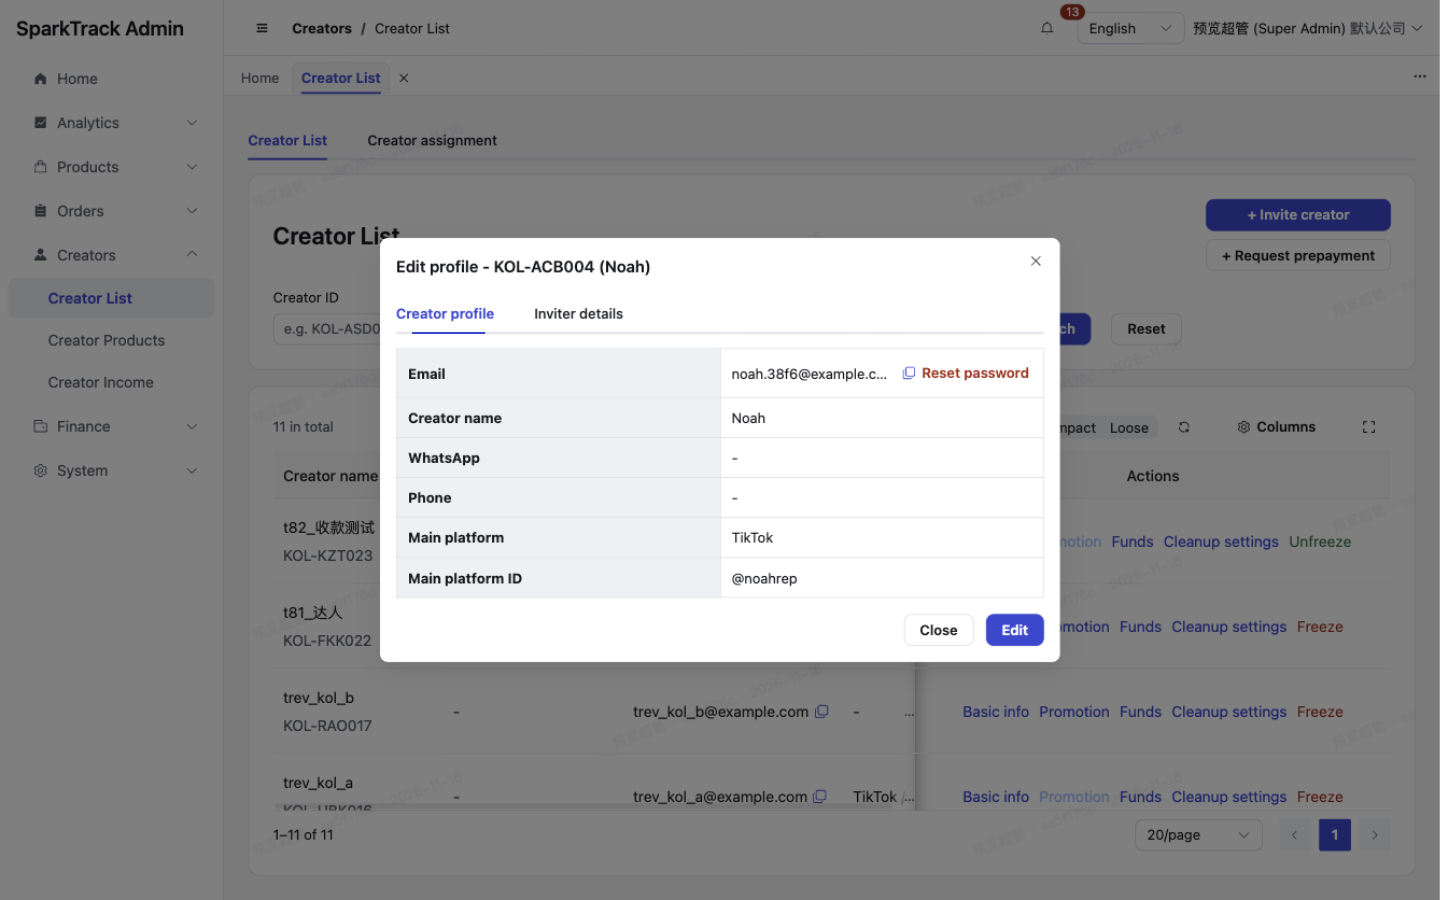 SparkTrack Admin
Creators / Creator List
13
English
预览超管 (Super Admin) 默认公司
Home
Analytics
Products
Orders
Creators
Creator List
Creator Products
Creator Income
Finance
System
Home
Creator List
Creator List
Creator assignment
Creator List
+ Invite creator
+ Request prepayment
Creator ID
e.g. KOL-ASD0
ch
Reset
11 in total
mpact
Loose
Columns
Creator name
Actions
t82_收款测试
KOL-KZT023
motion Funds Cleanup settings Unfreeze
t81_达人
KOL-FKK022
omotion Funds Cleanup settings Freeze
trev_kol_b
KOL-RAO017
-
trev_kol_b@example.com
-
...
Basic info Promotion Funds Cleanup settings Freeze
trev_kol_a
KOL-UBK016
-
trev_kol_a@example.com
TikTok /...
Basic info Promotion Funds Cleanup settings Freeze
1–11 of 11
20/page
1
Edit profile - KOL-ACB004 (Noah)
Creator profile
Inviter details
Email
noah.38f6@example.c...
Reset password
Creator name
Noah
WhatsApp
-
Phone
-
Main platform
TikTok
Main platform ID
@noahrep
Close
Edit